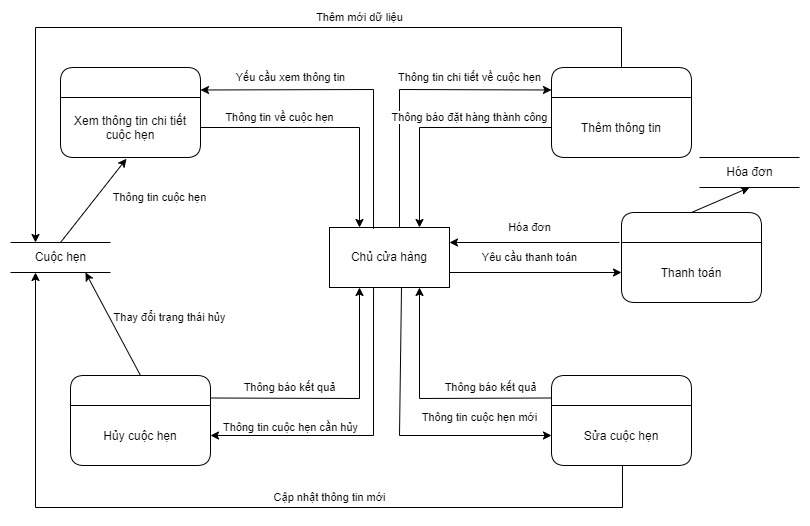 Thêm mới dữ liệu
Yếu cầu xem thông tin
Thông tin chi tiết về cuộc hẹn
Xem thông tin chi tiết
cuộc hẹn
Thông tin về cuộc hẹn
Thông báo đặt hàng thành công
Thêm thông tin
Hóa đơn
Thông tin cuộc hẹn
Hóa đơn
Cuộc hẹn
Chủ cửa hàng
Yêu cầu thanh toán
Thanh toán
Thay đổi trạng thái hủy
Thông báo kết quả
Thông báo kết quả
Thông tin cuộc hẹn mới
Hủy cuộc hẹn
Thông tin cuộc hẹn cần hủy
Sửa cuộc hẹn
Cập nhật thông tin mới